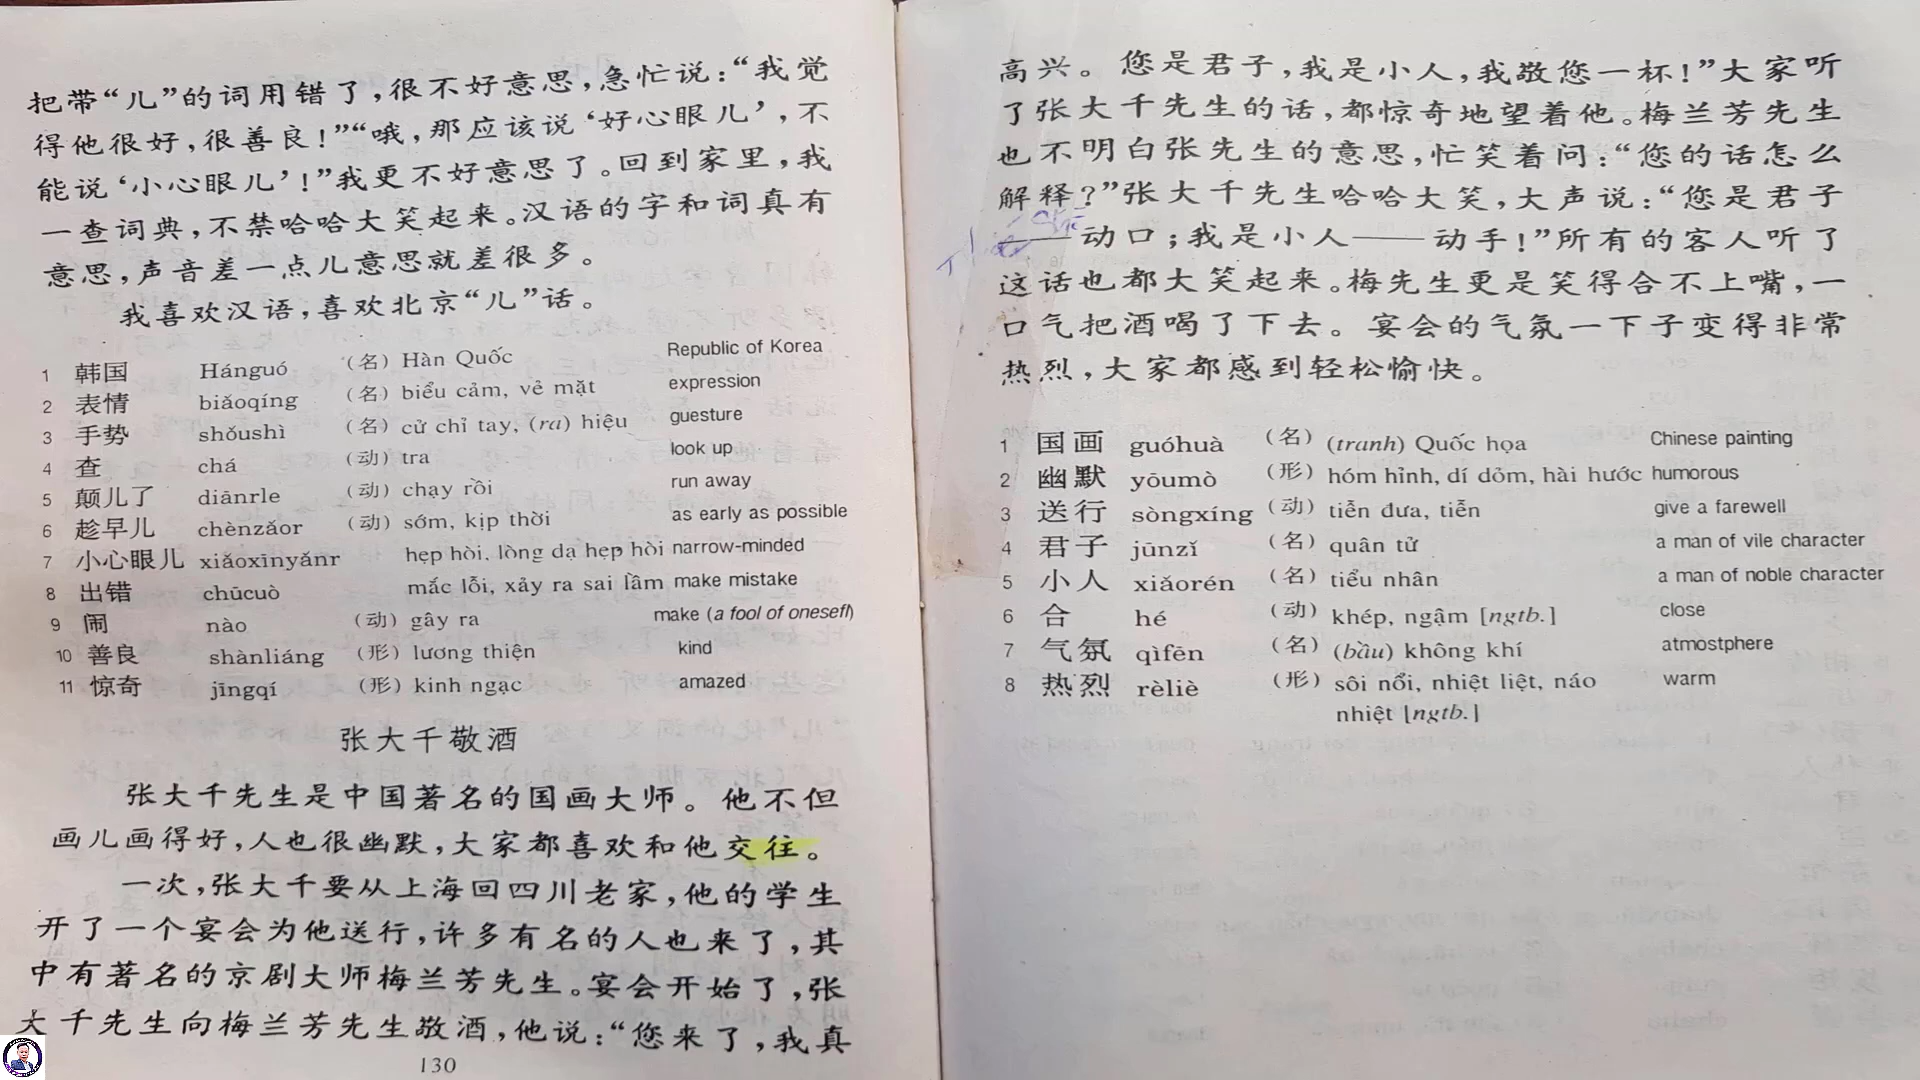 把带“儿”的词用错了，很不好意思，急忙说：“我觉
得他很好，很善良！”“哦，那应该说‘好心眼儿’，不
能说‘小心眼儿’！”我更不好意思了。回到家里，我
一查词典，不禁哈哈大笑起来。汉语的字和词真有
意思，声音差一点儿意思就差很多。
我喜欢汉语，喜欢北京“儿”话。
1 韩国 Hánguó （名） Hàn Quốc Republic of Korea
2 表情 biǎoqíng （名） biểu cảm, vẻ mặt expression
3 手势 shǒushì （名） cử chỉ tay, (ra) hiệu guesture
4 查 chá （动） tra look up
5 颠儿了 diānrle （动） chạy rồi run away
6 趁早儿 chènzǎor （动） sớm, kịp thời as early as possible
7 小心眼儿 xiǎoxīnyǎnr hẹp hòi, lòng dạ hẹp hòi narrow-minded
8 出错 chūcuò mắc lỗi, xảy ra sai lầm make mistake
9 闹 nào （动） gây ra make (a fool of onesefl)
10 善良 shànliáng （形） lương thiện kind
11 惊奇 jīngqí （形） kinh ngạc amazed
张大千敬酒
张大千先生是中国著名的国画大师。他不但
画儿画得好，人也很幽默，大家都喜欢和他交往。
一次，张大千要从上海回四川老家，他的学生
开了一个宴会为他送行，许多有名的人也来了，其
中有著名的京剧大师梅兰芳先生。宴会开始了，张
大千先生向梅兰芳先生敬酒，他说：“您来了，我真
130
高兴。您是君子，我是小人，我敬您一杯！”大家听
了张大千先生的话，都惊奇地望着他。梅兰芳先生
也不明白张先生的意思，忙笑着问：“您的话怎么
解释？”张大千先生哈哈大笑，大声说：“您是君子
——动口；我是小人——动手！”所有的客人听了
这话也都大笑起来。梅先生更是笑得合不上嘴，一
口气把酒喝了下去。宴会的气氛一下子变得非常
热烈，大家都感到轻松愉快。
1 国画 guóhuà （名） (tranh) Quốc họa Chinese painting
2 幽默 yōumò （形） hóm hỉnh, dí dỏm, hài hước humorous
3 送行 sòngxíng （动） tiễn đưa, tiễn give a farewell
4 君子 jūnzǐ （名） quân tử a man of vile character
5 小人 xiǎorén （名） tiểu nhân a man of noble character
6 合 hé （动） khép, ngậm [ngtb.] close
7 气氛 qìfēn （名） (bầu) không khí atmostphere
8 热烈 rèliè （形） sôi nổi, nhiệt liệt, náo warm
nhiệt [ngtb.]